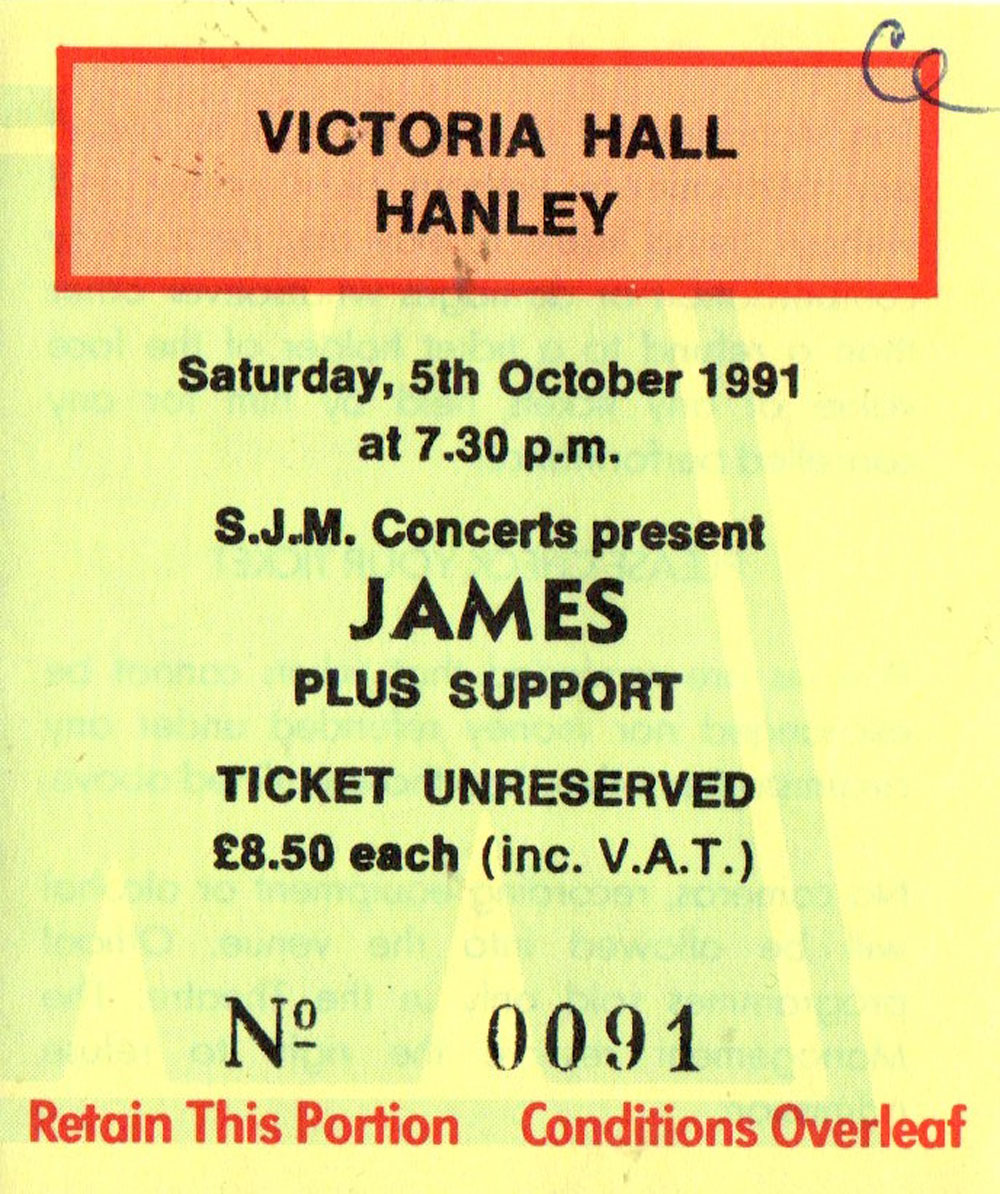 VICTORIA HALL
HANLEY
Saturday, 5th October 1991
at 7.30 p.m.
S.J.M. Concerts present
JAMES
PLUS SUPPORT
TICKET UNRESERVED
£8.50 each (inc. V.A.T.)
Nº 0091
Retain This Portion Conditions Overleaf